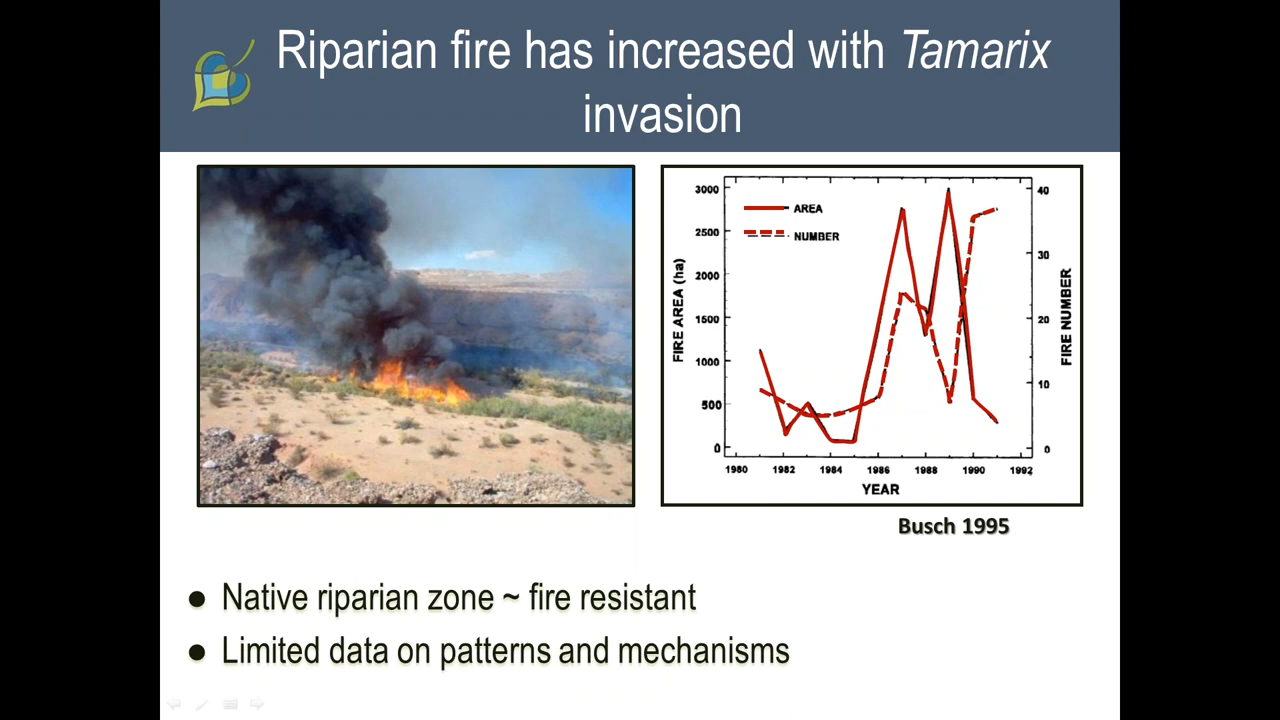 Riparian fire has increased with Tamarix
invasion
3000
2500
2000
1500
1000
500
0
FIRE AREA (ha)
AREA
NUMBER
40
30
20
10
0
FIRE NUMBER
1980 1982 1984 1986 1988 1990 1992
YEAR
Busch 1995
● Native riparian zone ~ fire resistant
● Limited data on patterns and mechanisms